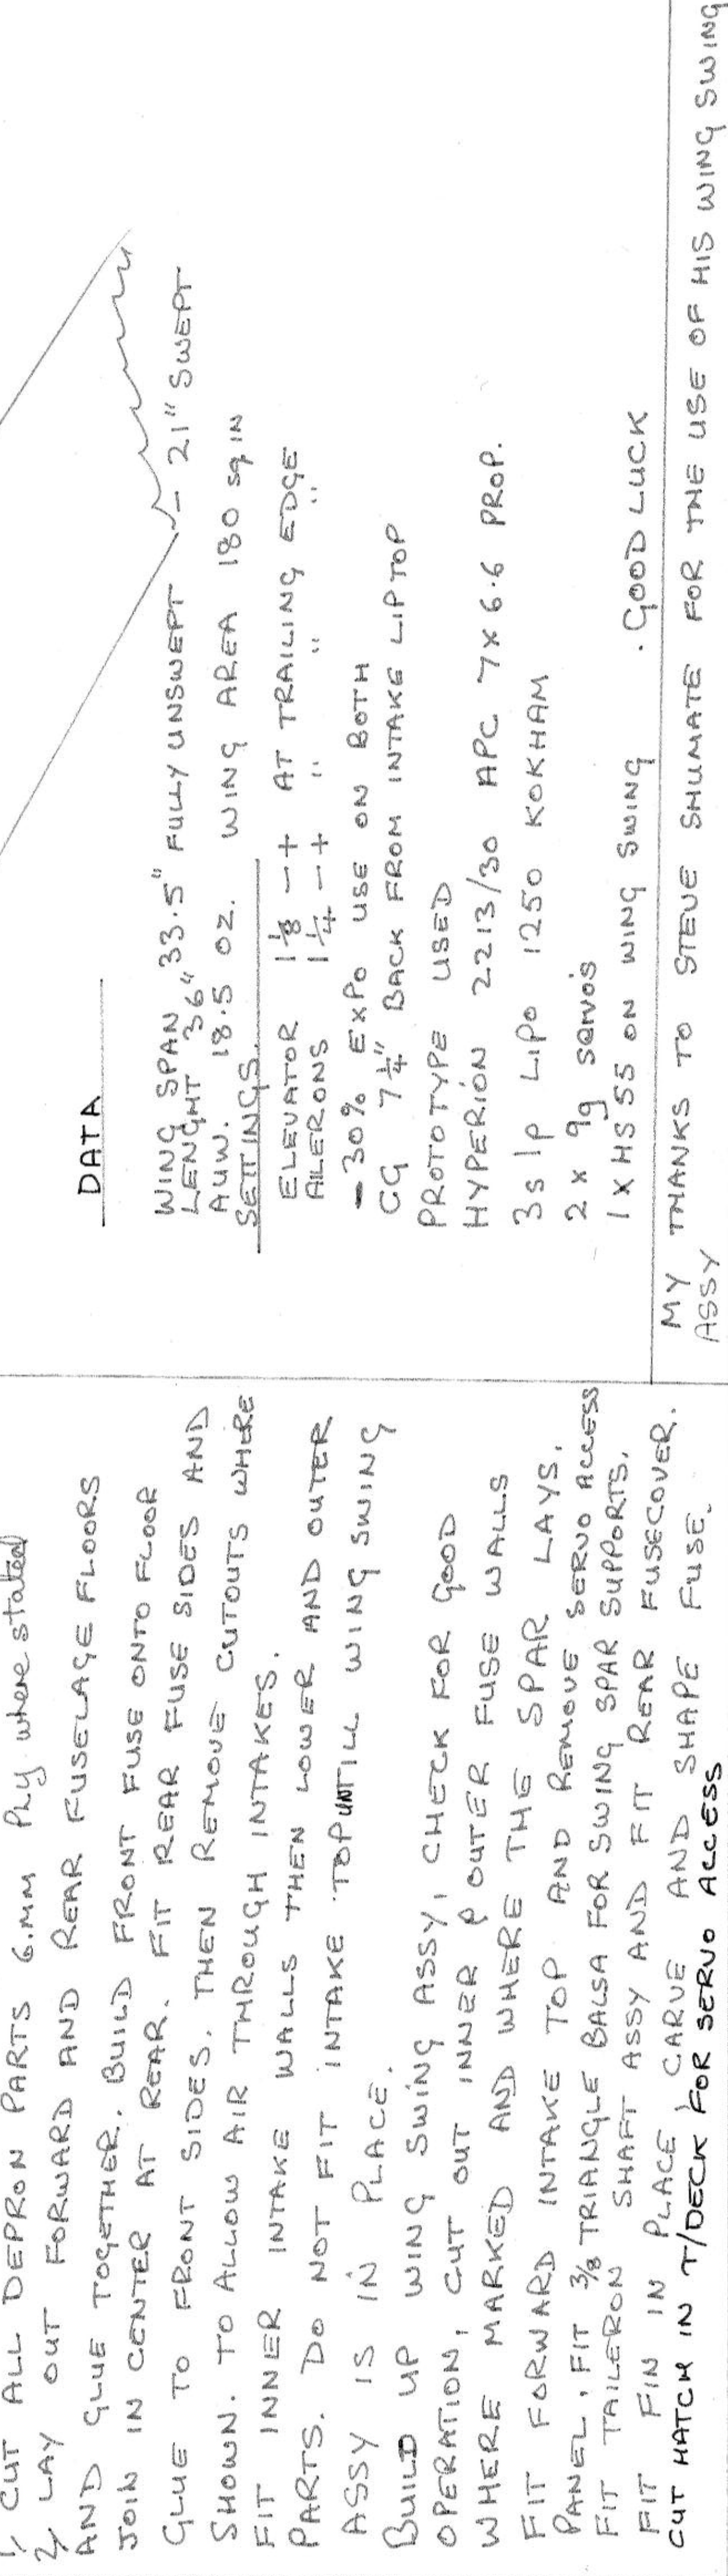 1, CUT ALL DEPRON PARTS 6.MM Ply where stated
2, LAY OUT FORWARD AND REAR FUSELAGE FLOORS
AND GLUE TOGETHER. BUILD FRONT FUSE ONTO FLOOR
JOIN IN CENTER AT REAR. FIT REAR FUSE SIDES AND
GLUE TO FRONT SIDES. THEN REMOVE CUTOUTS WHERE
SHOWN. TO ALLOW AIR THROUGH INTAKES.
FIT INNER INTAKE WALLS THEN LOWER AND OUTER
PARTS. DO NOT FIT INTAKE TOP UNTILL WING SWING
ASSY IS IN PLACE.
BUILD UP WING SWING ASSY, CHECK FOR GOOD
OPERATION, CUT OUT INNER & OUTER FUSE WALLS
WHERE MARKED AND WHERE THE SPAR LAYS.
FIT FORWARD INTAKE TOP AND REMOVE SERVO ACCESS
PANEL, FIT 3/8 TRIANGLE BALSA FOR SWING SPAR SUPPORTS.
FIT TAILERON SHAFT ASSY AND FIT REAR FUSECOVER.
FIT FIN IN PLACE, CARVE AND SHAPE FUSE.
CUT HATCH IN T/DECK FOR SERVO ACCESS
DATA
WING SPAN 33.5" FULLY UNSWEPT – 21" SWEPT
LENGHT 36"
AUW. 18.5 OZ. WING AREA 180 sq IN
SETTINGS.
ELEVATOR 1 1/8 – + AT TRAILING EDGE
AILERONS 1 1/4 – + " " "
– 30% EXPO USE ON BOTH
CG 7 1/4" BACK FROM INTAKE LIP TOP
PROTOTYPE USED
HYPERION 2213/30 APC 7 X 6.6 PROP.
3s 1p LIPO 1250 KOKHAM
2 x 9g servo's
1 X HS 55 ON WING SWING . GOOD LUCK
MY THANKS TO STEVE SHUMATE FOR THE USE OF HIS WING SWING
ASSY